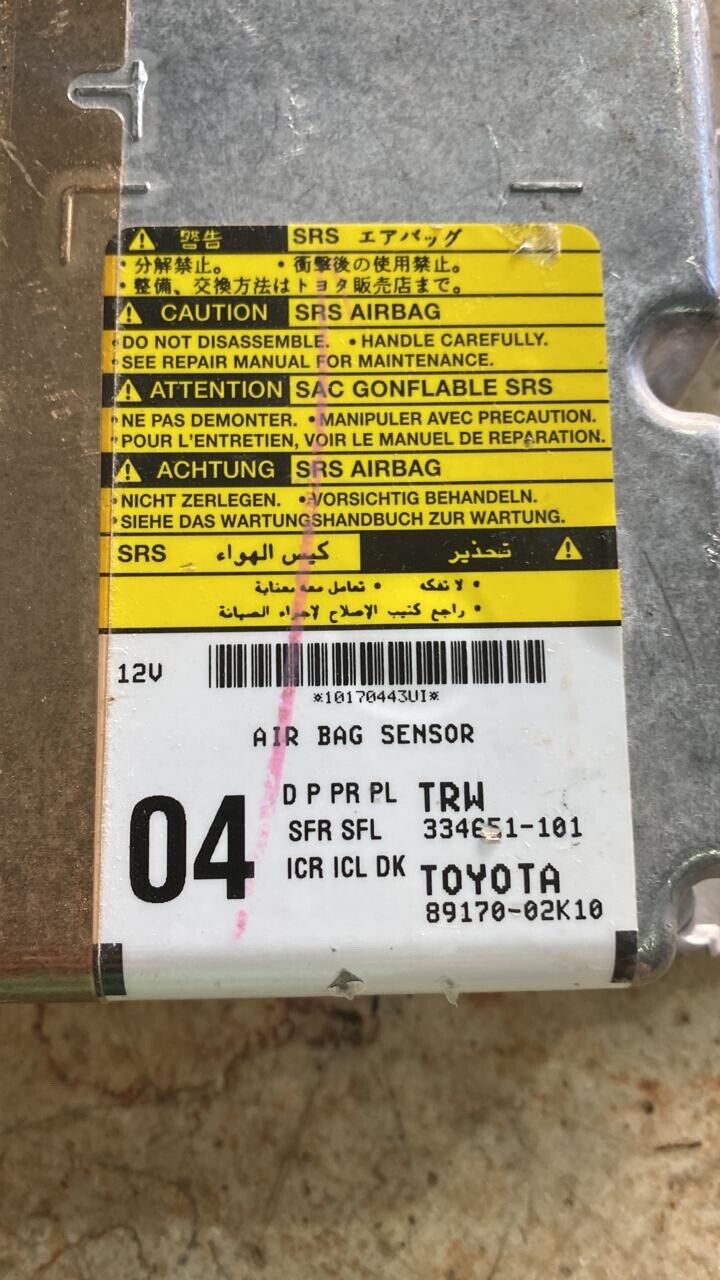 警告 SRS エアバッグ
・分解禁止。 ・衝撃後の使用禁止。
・整備、交換方法はトヨタ販売店まで。
CAUTION SRS AIRBAG
•DO NOT DISASSEMBLE. •HANDLE CAREFULLY.
•SEE REPAIR MANUAL FOR MAINTENANCE.
ATTENTION SAC GONFLABLE SRS
•NE PAS DEMONTER. •MANIPULER AVEC PRECAUTION.
•POUR L'ENTRETIEN, VOIR LE MANUEL DE REPARATION.
ACHTUNG SRS AIRBAG
•NICHT ZERLEGEN. •VORSICHTIG BEHANDELN.
•SIEHE DAS WARTUNGSHANDBUCH ZUR WARTUNG.
تحذير كيس الهواء SRS
• لا تفكه • تعامل معه بعناية
• راجع كتيب الإصلاح لاجراء الصيانة
12V
*10170443UI*
AIR BAG SENSOR
04
D P PR PL TRW
SFR SFL 334651-101
ICR ICL DK TOYOTA
89170-02K10